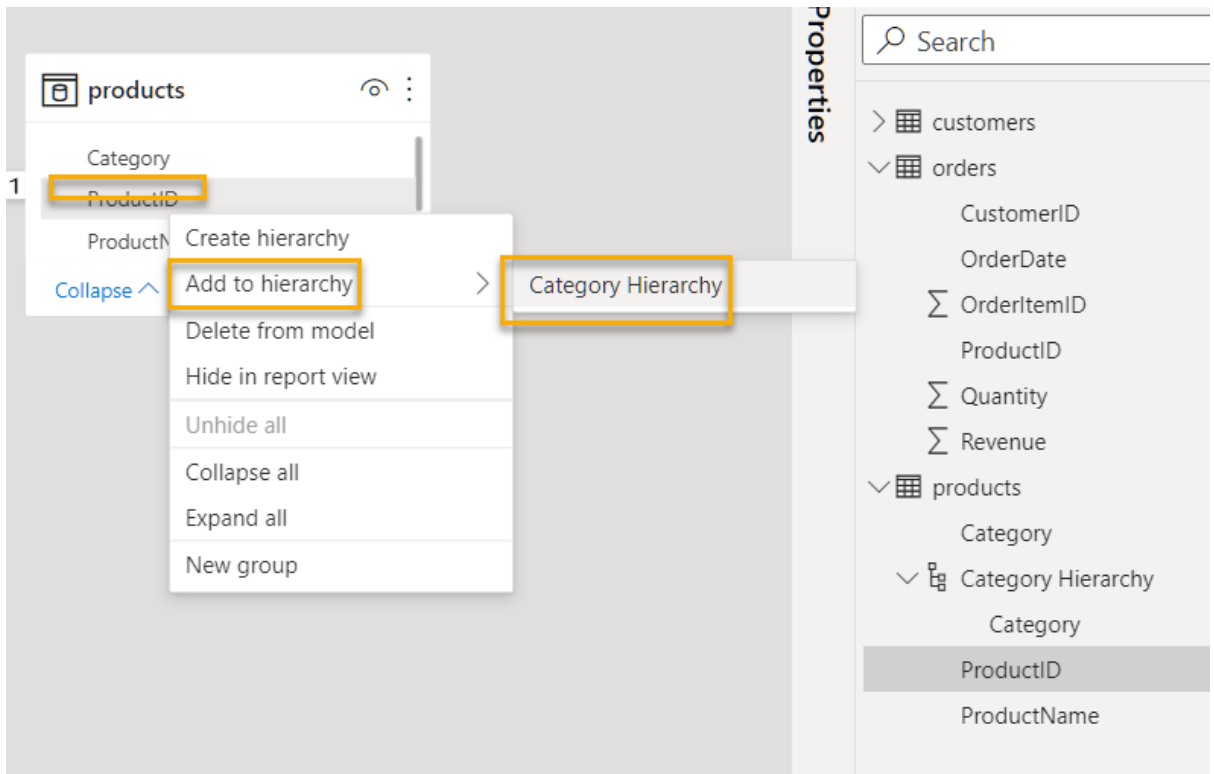 products
Category
ProductID
ProductN
Collapse
1
Create hierarchy
Add to hierarchy
Delete from model
Hide in report view
Unhide all
Collapse all
Expand all
New group
Category Hierarchy
Properties
Search
customers
orders
CustomerID
OrderDate
∑ OrderItemID
ProductID
∑ Quantity
∑ Revenue
products
Category
Category Hierarchy
Category
ProductID
ProductName